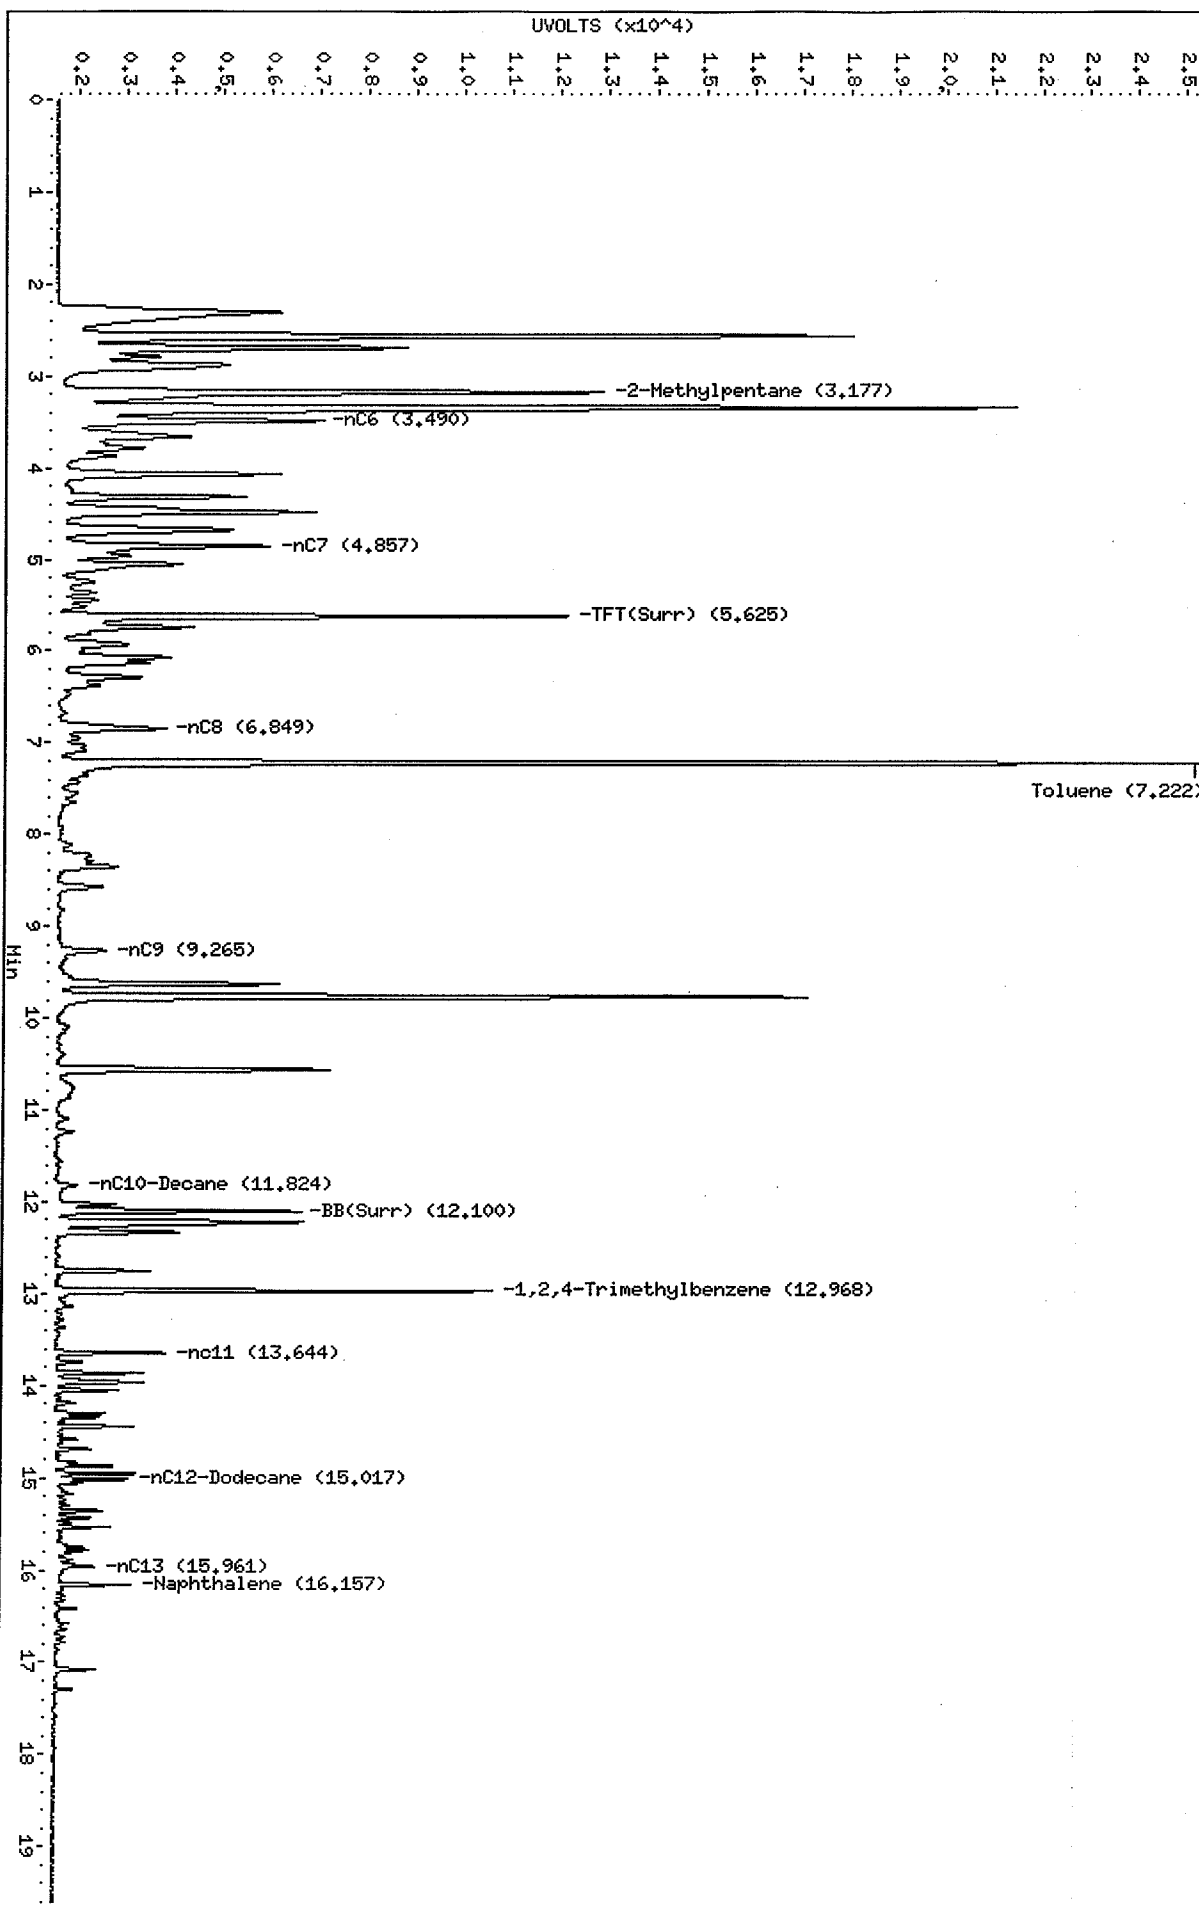 UVOLTS (x10^4)
0.2
0.3
0.4
0.5
0.6
0.7
0.8
0.9
1.0
1.1
1.2
1.3
1.4
1.5
1.6
1.7
1.8
1.9
2.0
2.1
2.2
2.3
2.4
2.5
0
1
2
3
-2-Methylpentane (3.177)
-nC6 (3.490)
4
-nC7 (4.857)
5
-TFT(Surr) (5.625)
6
-nC8 (6.849)
7
Toluene (7.222)
8
9
-nC9 (9.265)
Min
10
11
-nC10-Decane (11.824)
12
-BB(Surr) (12.100)
13
-1,2,4-Trimethylbenzene (12.968)
-nc11 (13.644)
14
15
-nC12-Dodecane (15.017)
-nC13 (15.961)
16
-Naphthalene (16.157)
17
18
19